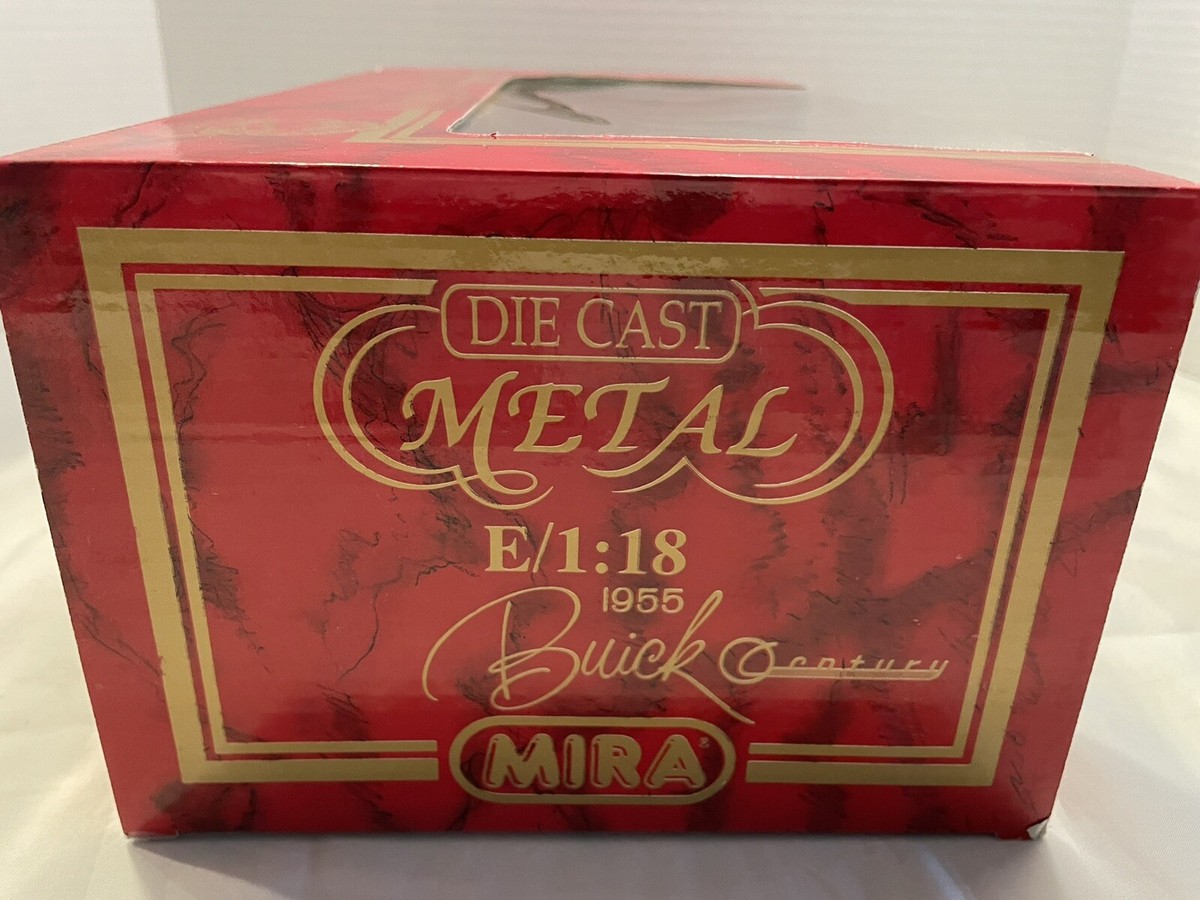 DIE CAST
METAL
E/1:18
1955
Buick Century
MIRA